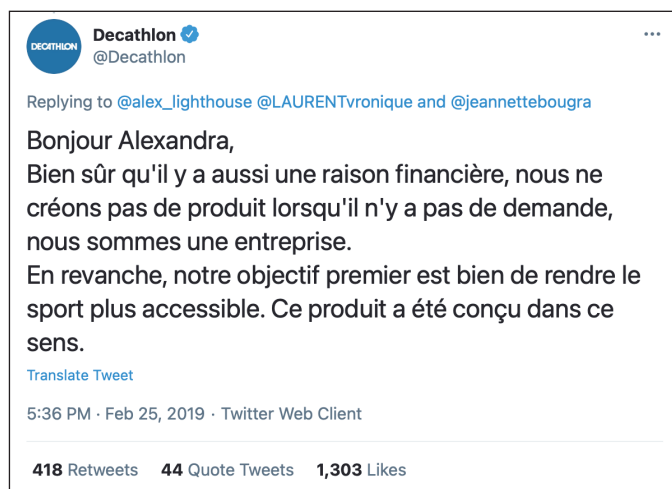 DECATHLON
Decathlon
@Decathlon
Replying to @alex_lighthouse @LAURENTvronique and @jeannettebougra
Bonjour Alexandra,
Bien sûr qu'il y a aussi une raison financière, nous ne
créons pas de produit lorsqu'il n'y a pas de demande,
nous sommes une entreprise.
En revanche, notre objectif premier est bien de rendre le
sport plus accessible. Ce produit a été conçu dans ce
sens.
Translate Tweet
5:36 PM · Feb 25, 2019 · Twitter Web Client
418 Retweets 44 Quote Tweets 1,303 Likes